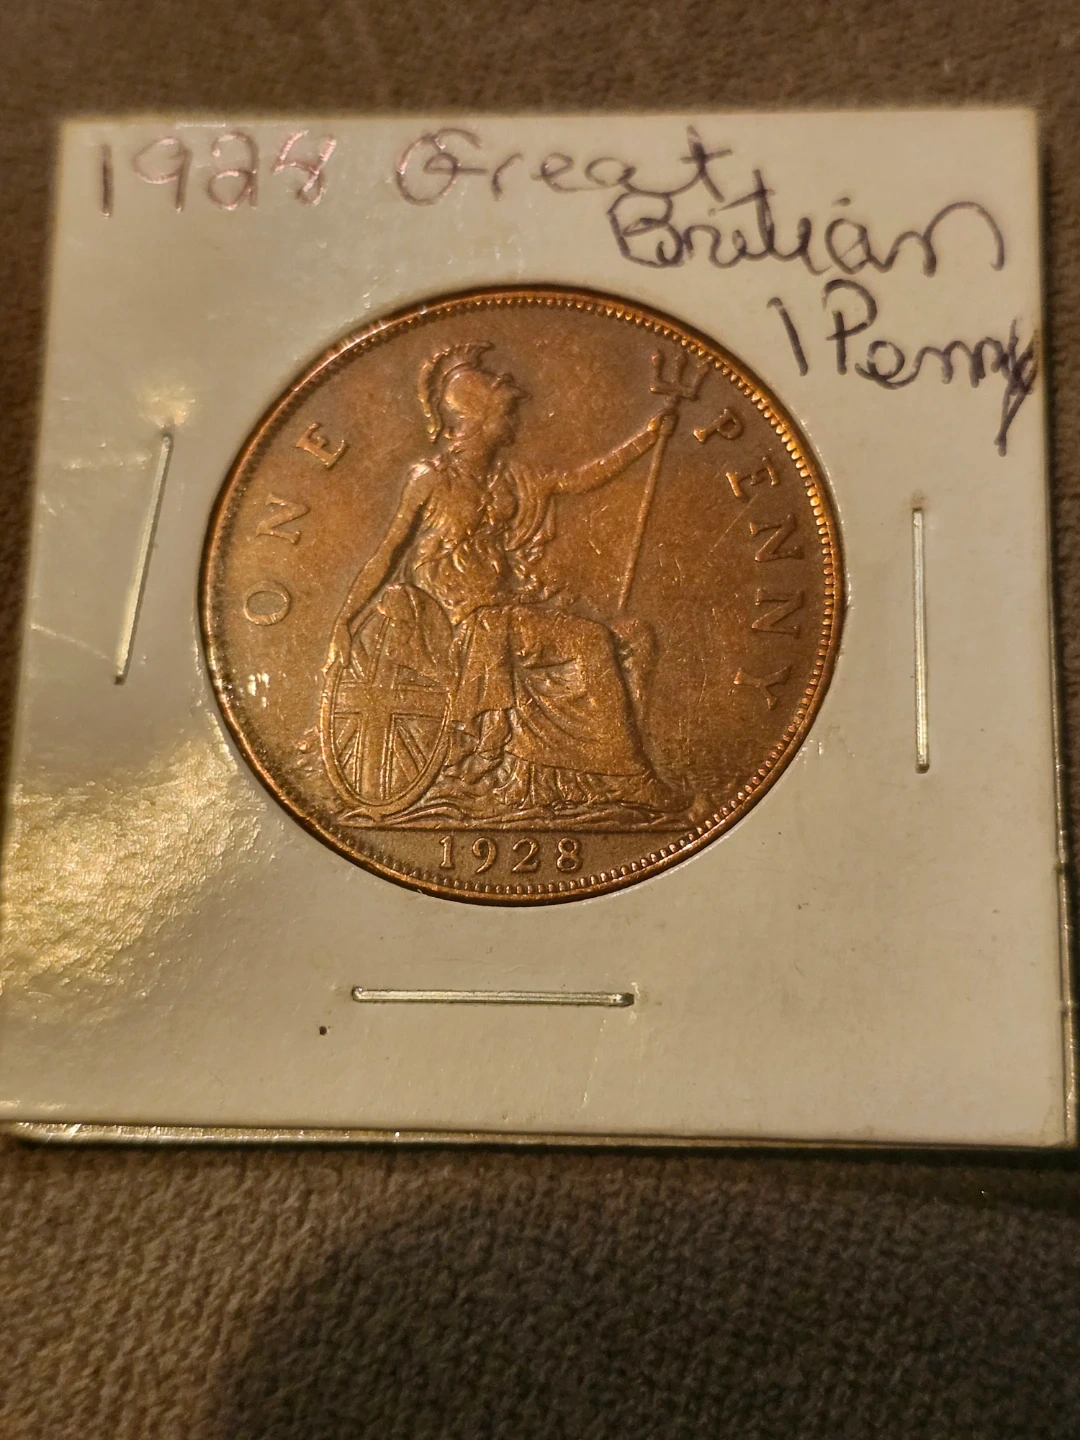 1928 Great
Britian
1 Penny
ONE PENNY
1928